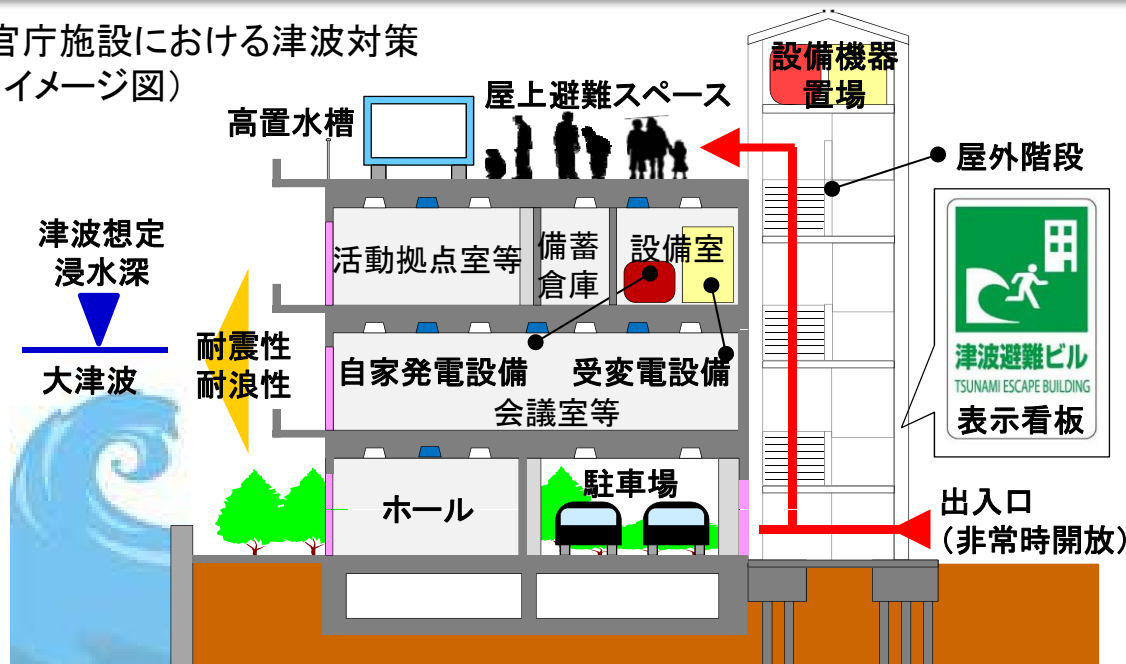 官庁施設における津波対策
イメージ図）
設備機器
置場
屋上避難スペース
高置水槽
屋外階段
津波想定
浸水深
活動拠点室等
備蓄
倉庫
設備室
大津波
耐震性
耐浪性
自家発電設備
受変電設備
会議室等
津波避難ビル
TSUNAMI ESCAPE BUILDING
表示看板
ホール
駐車場
出入口
（非常時開放）